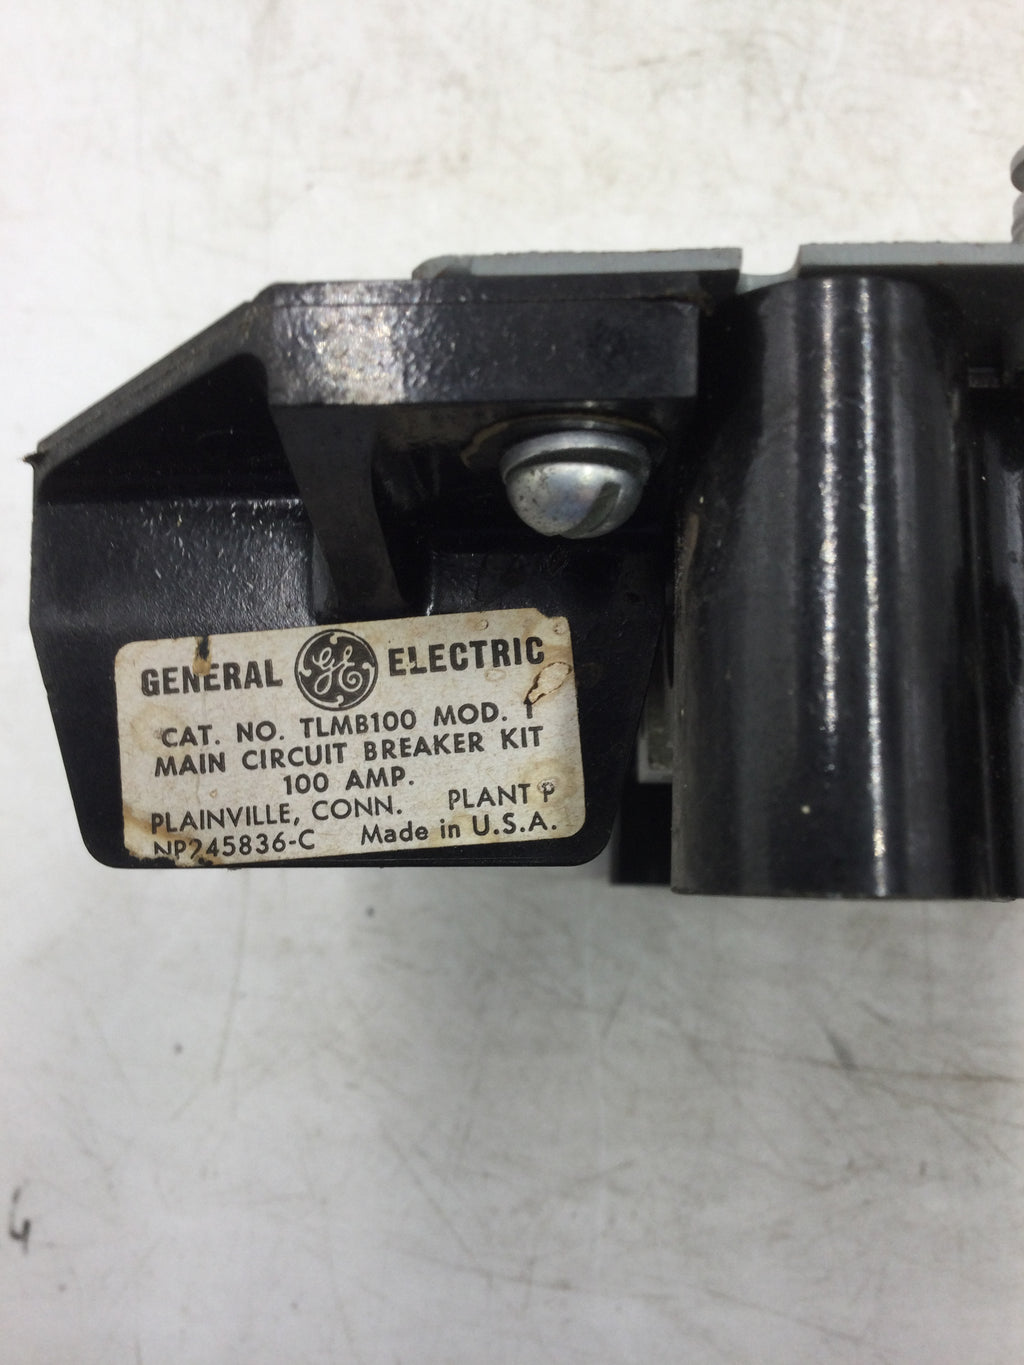 GENERAL GE ELECTRIC
CAT. NO. TLMB100 MOD. 1
MAIN CIRCUIT BREAKER KIT
100 AMP.
PLAINVILLE, CONN. PLANT P
NP245836-C Made in U.S.A.